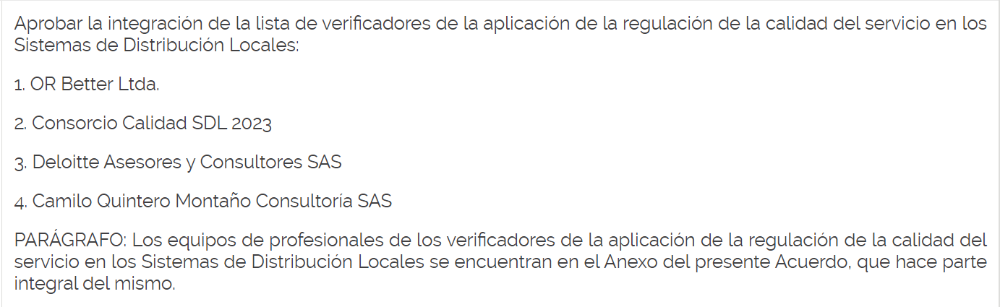 Aprobar la integración de la lista de verificadores de la aplicación de la regulación de la calidad del servicio en los
Sistemas de Distribución Locales:
1. OR Better Ltda.
2. Consorcio Calidad SDL 2023
3. Deloitte Asesores y Consultores SAS
4. Camilo Quintero Montaño Consultoría SAS
PARÁGRAFO: Los equipos de profesionales de los verificadores de la aplicación de la regulación de la calidad del
servicio en los Sistemas de Distribución Locales se encuentran en el Anexo del presente Acuerdo, que hace parte
integral del mismo.